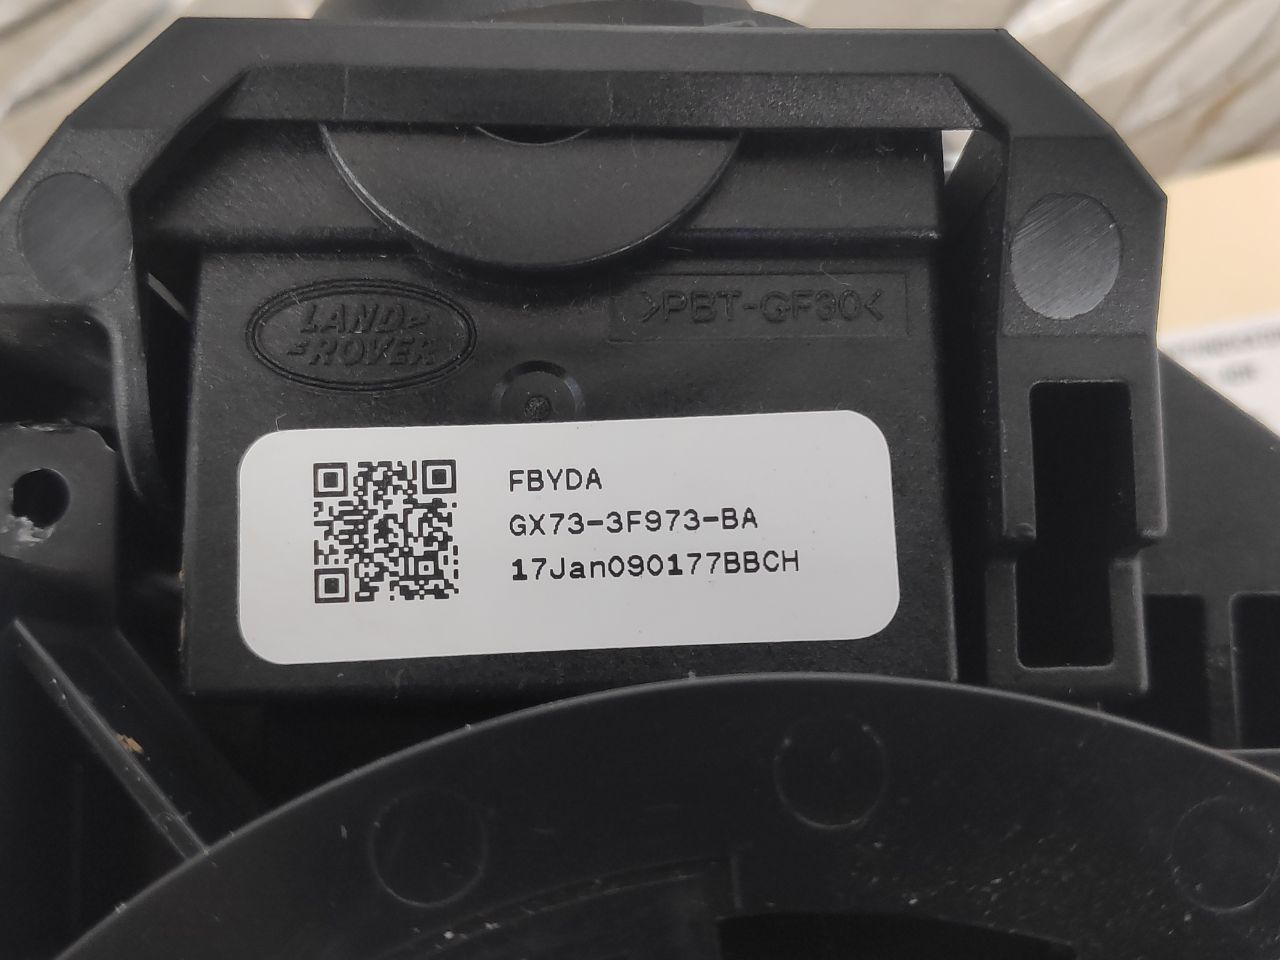 LAND
ROVER
>PBT-GF30<
FBYDA
GX73-3F973-BA
17Jan090177BBCH